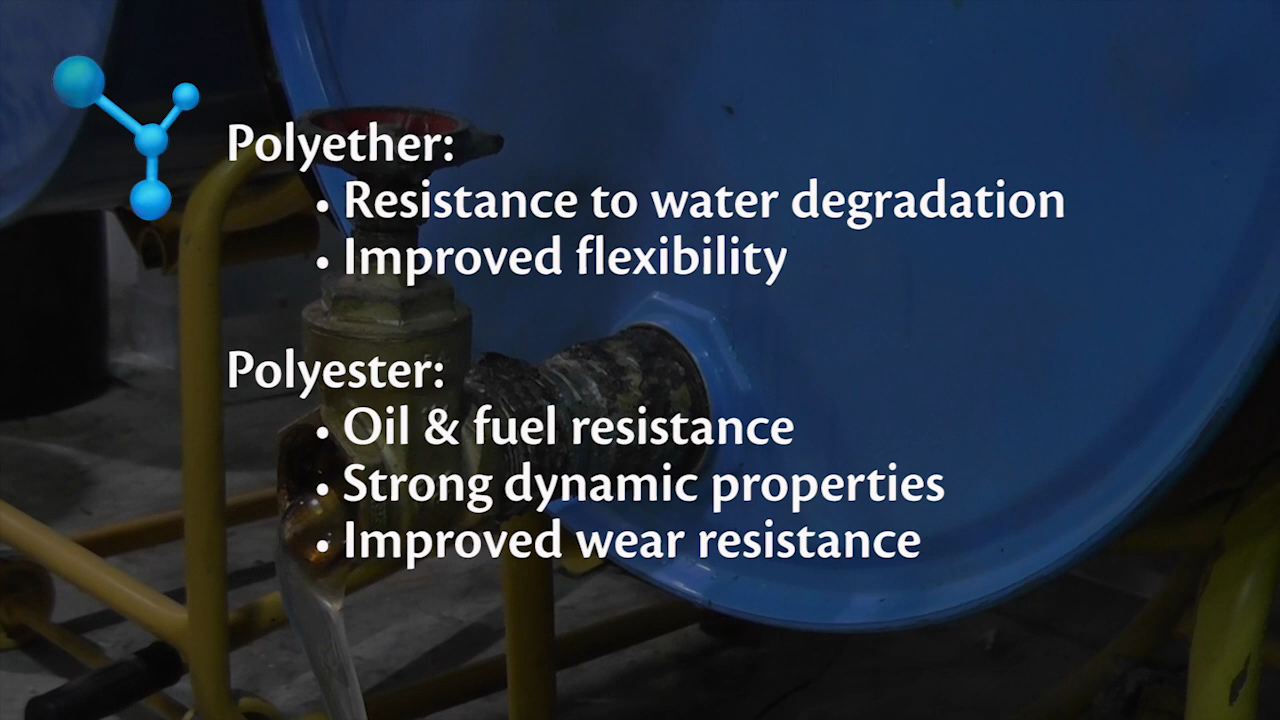 Polyether:
• Resistance to water degradation
• Improved flexibility
Polyester:
• Oil & fuel resistance
• Strong dynamic properties
• Improved wear resistance